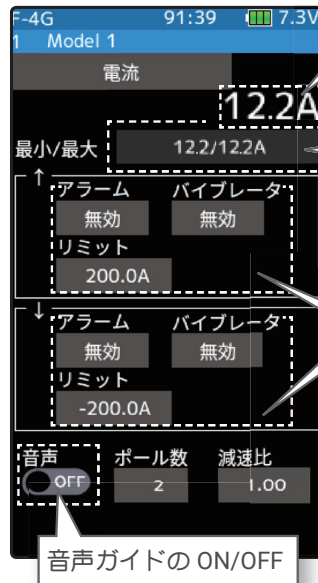 F-4G 91:39 7.3V
1 Model 1
電流
12.2A
最小/最大 12.2/12.2A
↑
アラーム バイブレータ
無効 無効
リミット
200.0A
↓
アラーム バイブレータ
無効 無効
リミット
-200.0A
音声 ポール数 減速比
OFF 2 1.00
音声ガイドの ON/OFF